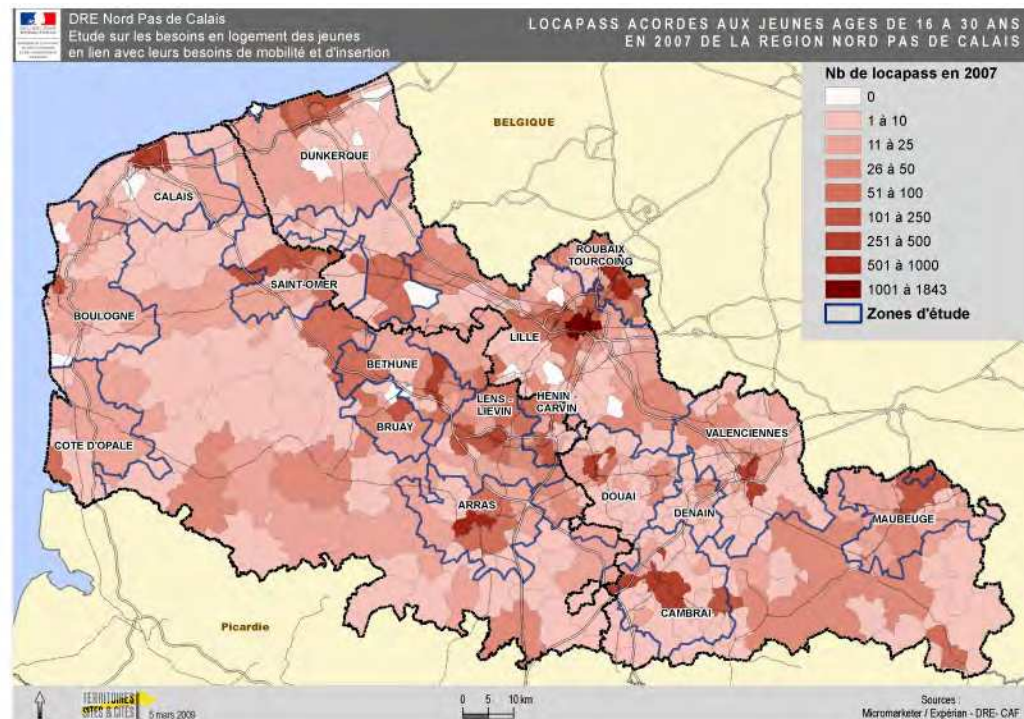 DRE Nord Pas de Calais
Etude sur les besoins en logement des jeunes
en lien avec leurs besoins de mobilité et d'insertion
LOCAPASS ACORDES AUX JEUNES AGES DE 16 A 30 ANS
EN 2007 DE LA REGION NORD PAS DE CALAIS
Nb de locapass en 2007
0
1 à 10
11 à 25
26 à 50
51 à 100
101 à 250
251 à 500
501 à 1000
1001 à 1843
Zones d'étude
BELGIQUE
DUNKERQUE
CALAIS
ROUBAIX
TOURCOING
SAINT-OMER
BOULOGNE
LILLE
BETHUNE
LENS -
LIEVIN
HENIN -
CARVIN
BRUAY
VALENCIENNES
COTE D'OPALE
DOUAI
ARRAS
DENAIN
MAUBEUGE
CAMBRAI
Picardie
TERRITOIRES
SITES & CITÉS
5 mars 2009
0 5 10 km
Sources :
Micromarketer / Experian - DRE- CAF